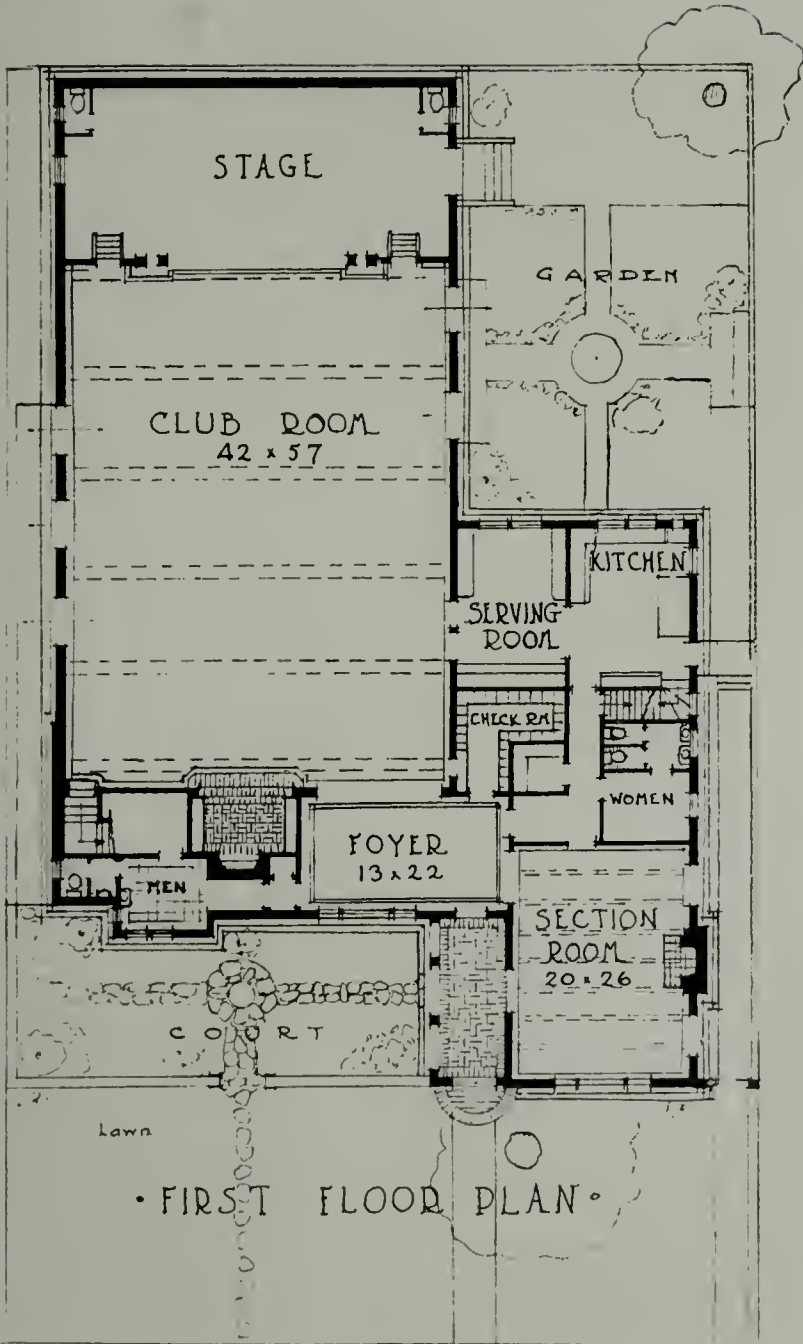 STAGE
GARDEN
CLUB ROOM
42 x 57
KITCHEN
SERVING
ROOM
CHECK RM
WOMEN
FOYER
13 x 22
MEN
SECTION
ROOM
20 x 26
COURT
Lawn
· FIRST FLOOR PLAN ·